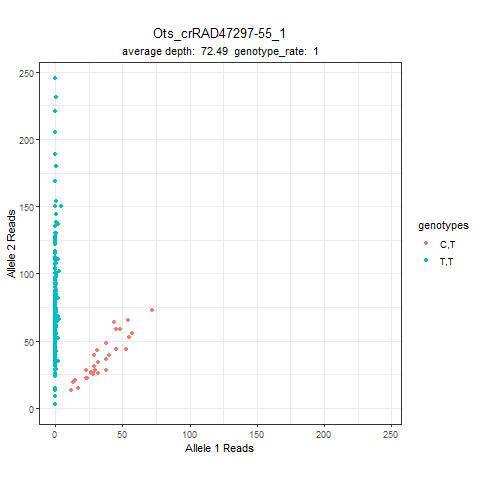 Ots_crRAD47297-55_1
average depth: 72.49 genotype_rate: 1
250
200
150
100
50
0
Allele 2 Reads
0 50 100 150 200 250
Allele 1 Reads
genotypes
C,T
T,T